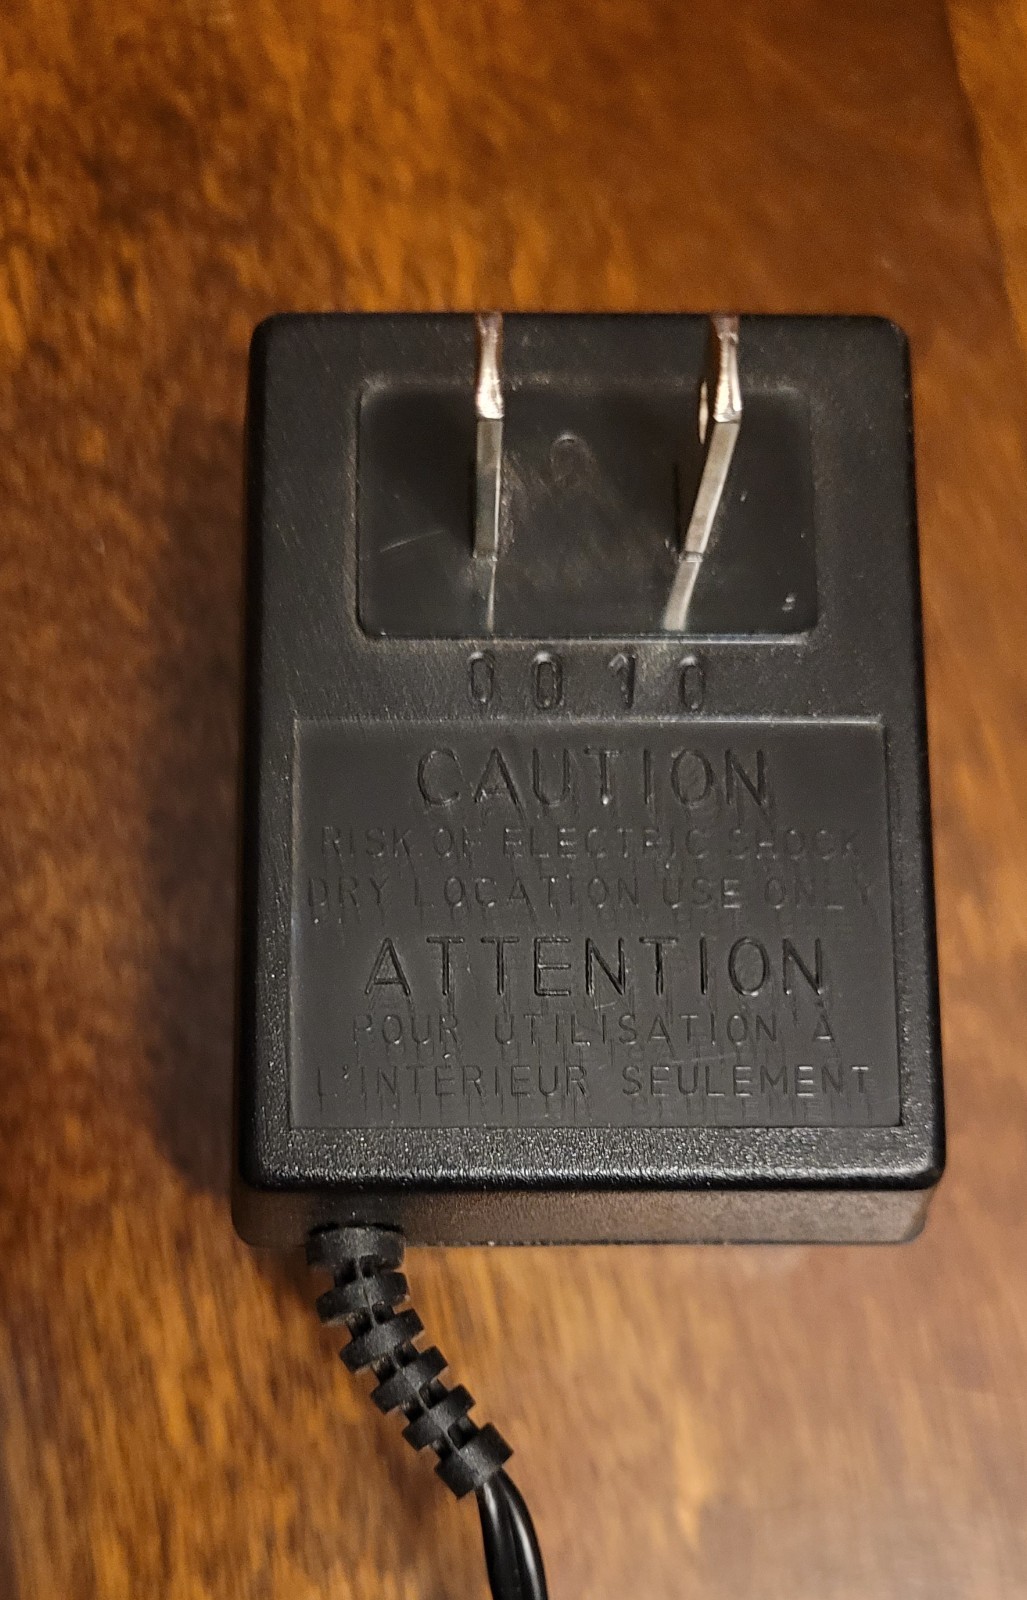 0010
CAUTION
RISK OF ELECTRIC SHOCK
DRY LOCATION USE ONLY
ATTENTION
POUR UTILISATION À
L'INTÉRIEUR SEULEMENT